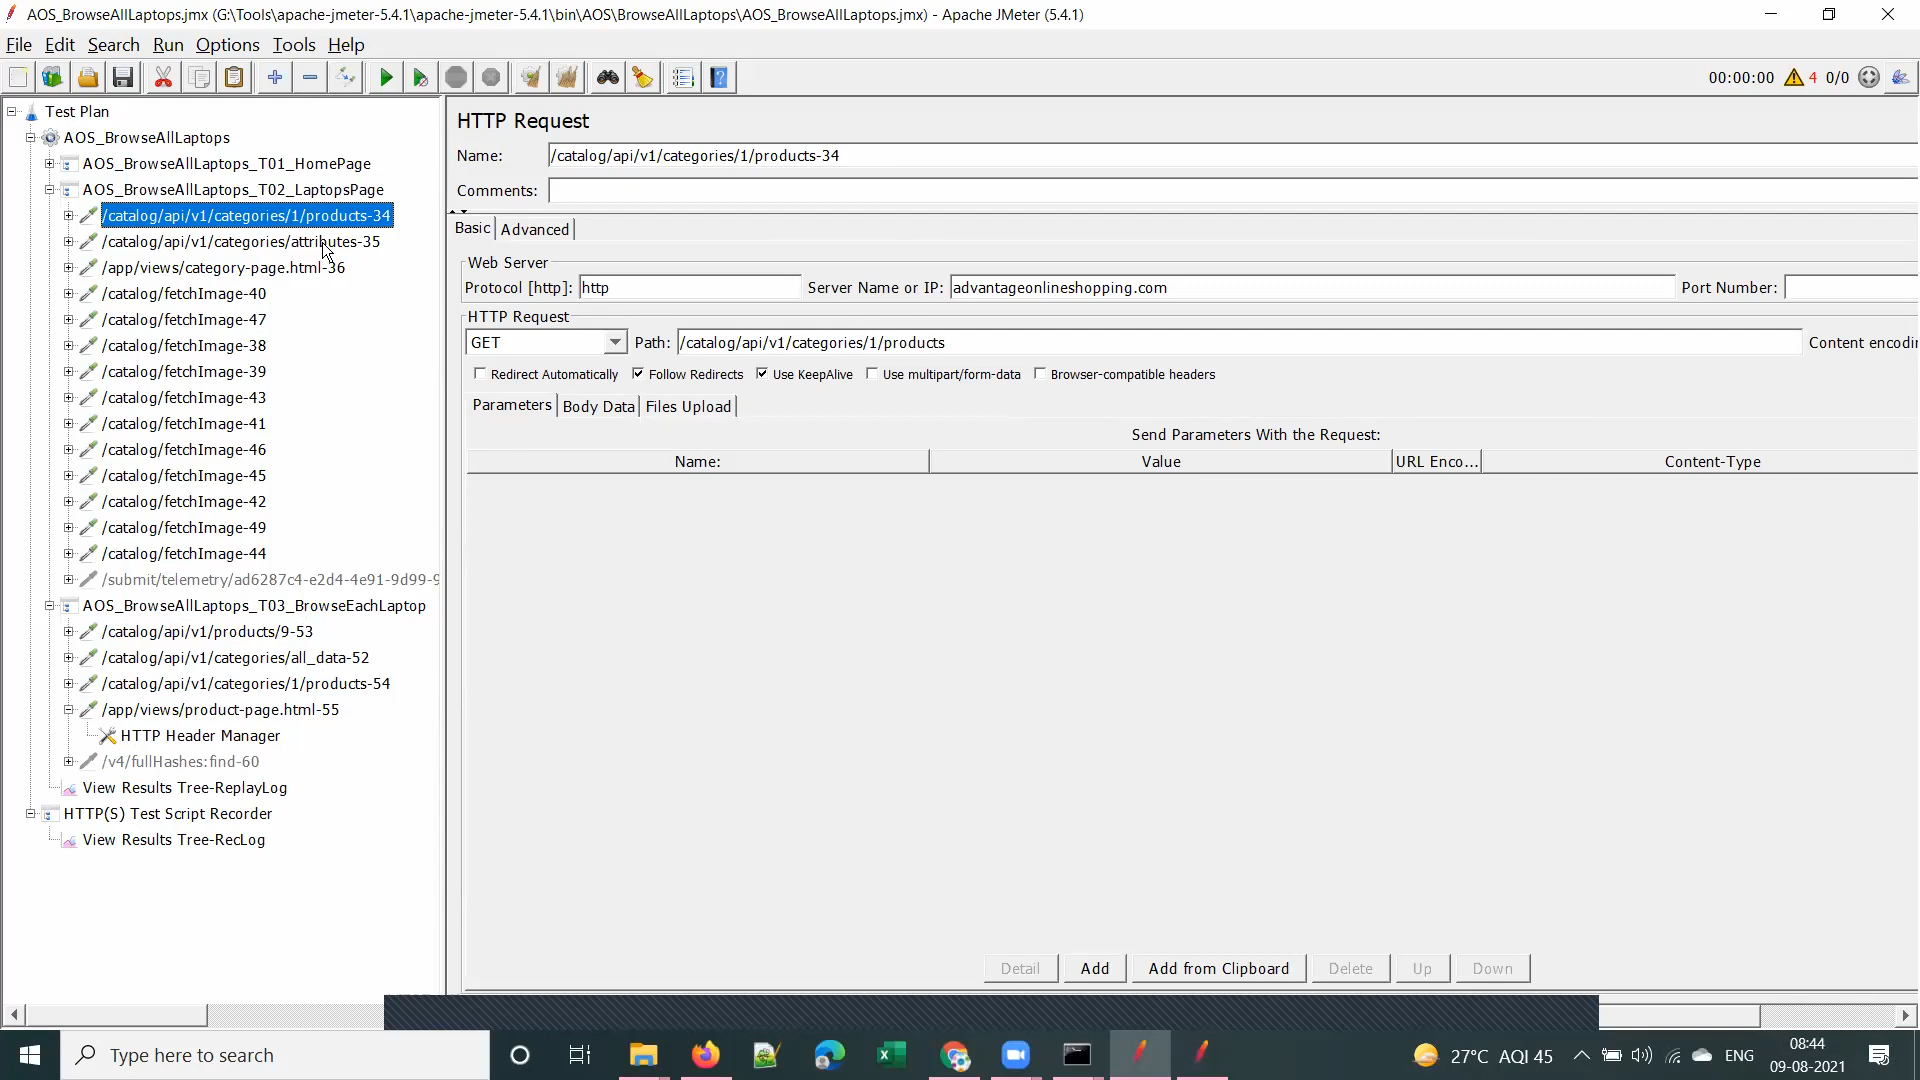 AOS_BrowseAllLaptops.jmx (G:\Tools\apache-jmeter-5.4.1\apache-jmeter-5.4.1\bin\AOS\BrowseAllLaptops\AOS_BrowseAllLaptops.jmx) - Apache JMeter (5.4.1)
File Edit Search Run Options Tools Help
00:00:00 4 0/0
Test Plan
AOS_BrowseAllLaptops
AOS_BrowseAllLaptops_T01_HomePage
AOS_BrowseAllLaptops_T02_LaptopsPage
/catalog/api/v1/categories/1/products-34
/catalog/api/v1/categories/attributes-35
/app/views/category-page.html-36
/catalog/fetchImage-40
/catalog/fetchImage-47
/catalog/fetchImage-38
/catalog/fetchImage-39
/catalog/fetchImage-43
/catalog/fetchImage-41
/catalog/fetchImage-46
/catalog/fetchImage-45
/catalog/fetchImage-42
/catalog/fetchImage-49
/catalog/fetchImage-44
/submit/telemetry/ad6287c4-e2d4-4e91-9d99-9
AOS_BrowseAllLaptops_T03_BrowseEachLaptop
/catalog/api/v1/products/9-53
/catalog/api/v1/categories/all_data-52
/catalog/api/v1/categories/1/products-54
/app/views/product-page.html-55
HTTP Header Manager
/v4/fullHashes:find-60
View Results Tree-ReplayLog
HTTP(S) Test Script Recorder
View Results Tree-RecLog
HTTP Request
Name: /catalog/api/v1/categories/1/products-34
Comments:
Basic Advanced
Web Server
Protocol [http]: http Server Name or IP: advantageonlineshopping.com Port Number:
HTTP Request
GET Path: /catalog/api/v1/categories/1/products Content encodin
Redirect Automatically Follow Redirects Use KeepAlive Use multipart/form-data Browser-compatible headers
Parameters Body Data Files Upload
Send Parameters With the Request:
Name: Value URL Enco... Content-Type
Detail Add Add from Clipboard Delete Up Down
Type here to search
27°C AQI 45 ENG
08:44
09-08-2021